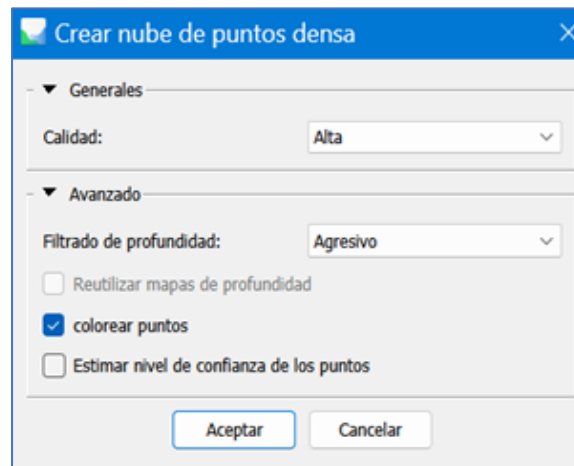 Crear nube de puntos densa
Generales
Calidad: Alta
Avanzado
Filtrado de profundidad: Agresivo
Reutilizar mapas de profundidad
colorear puntos
Estimar nivel de confianza de los puntos
Aceptar Cancelar